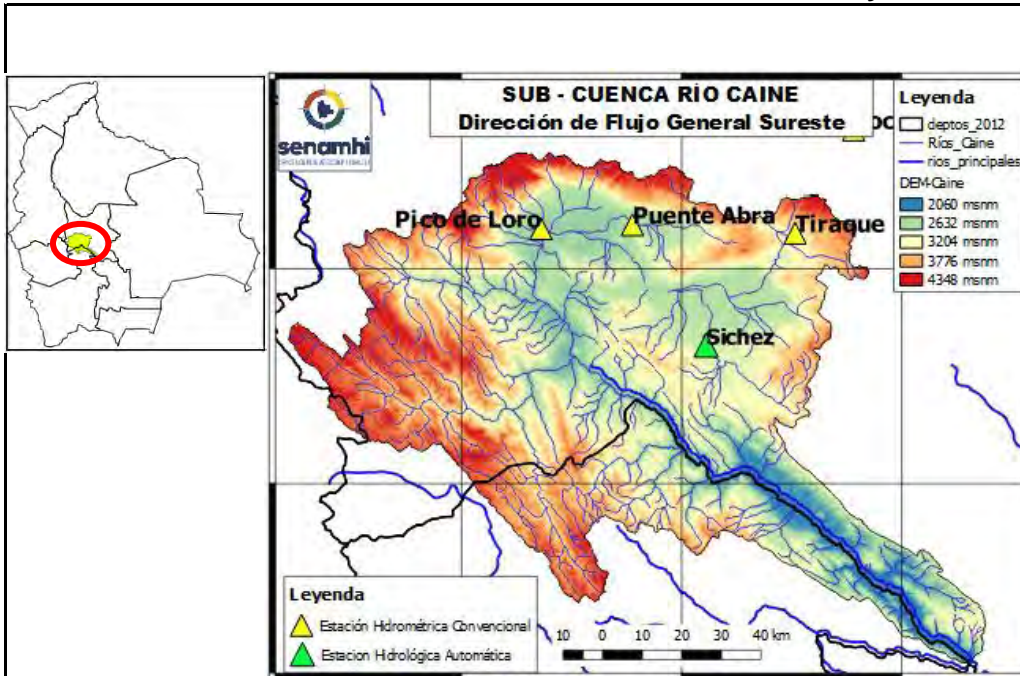 SUB - CUENCA RÍO CAINE
Dirección de Flujo General Sureste
senamhi
Leyenda
deptos_2012
Ríos_Caine
rios_principales
DEM-Caine
2060 msnm
2632 msnm
3204 msnm
3776 msnm
4348 msnm
Pico de Loro
Puente Abra
Tiraque
Sichez
Leyenda
Estación Hidrométrica Convencional
Estacion Hidrológica Automática
10 0 10 20 30 40 km